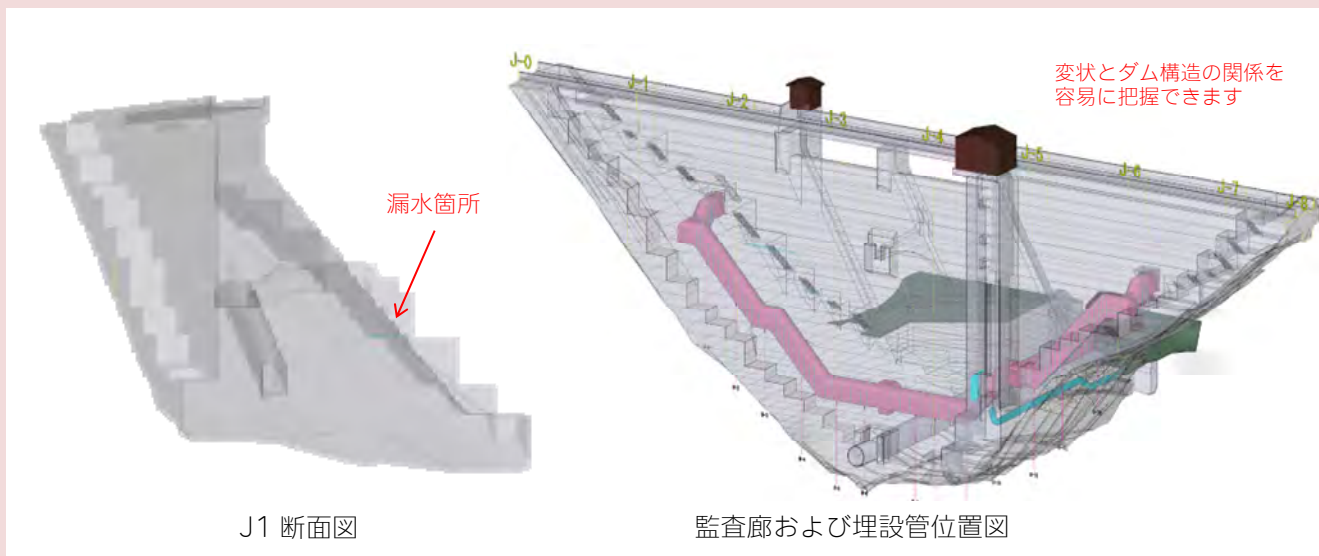 漏水箇所
J1 断面図
変状とダム構造の関係を
容易に把握できます
J-0
J-1
J-2
J-3
J-4
J-5
J-6
J-7
J-8
監査廊および埋設管位置図